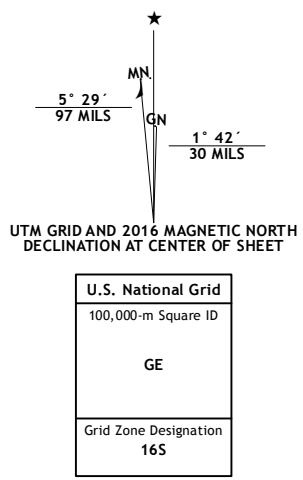 ★
MN.
GN
5° 29´
97 MILS
1° 42´
30 MILS
UTM GRID AND 2016 MAGNETIC NORTH
DECLINATION AT CENTER OF SHEET
U.S. National Grid
100,000-m Square ID
GE
Grid Zone Designation
16S